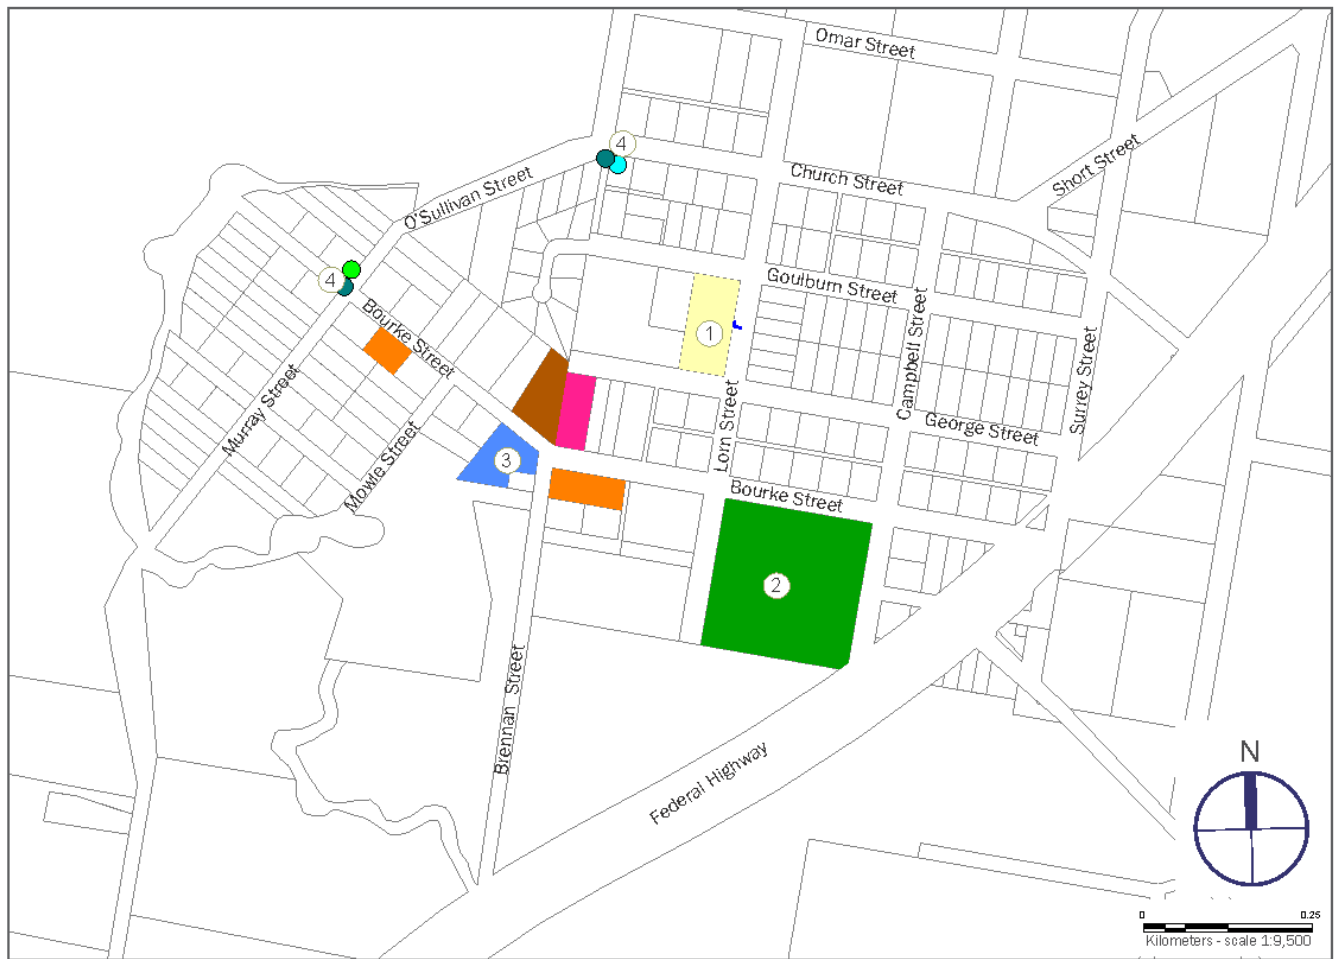 Omar Street
4
Church Street
Short Street
O'Sullivan Street
4
Goulburn Street
Bourke Street
1
Campbell Street
Surrey Street
Murray Street
Mowle Street
Lorn Street
George Street
3
Bourke Street
2
Brennan Street
Federal Highway
N
0 0.25
Kilometers - scale 1:9,500